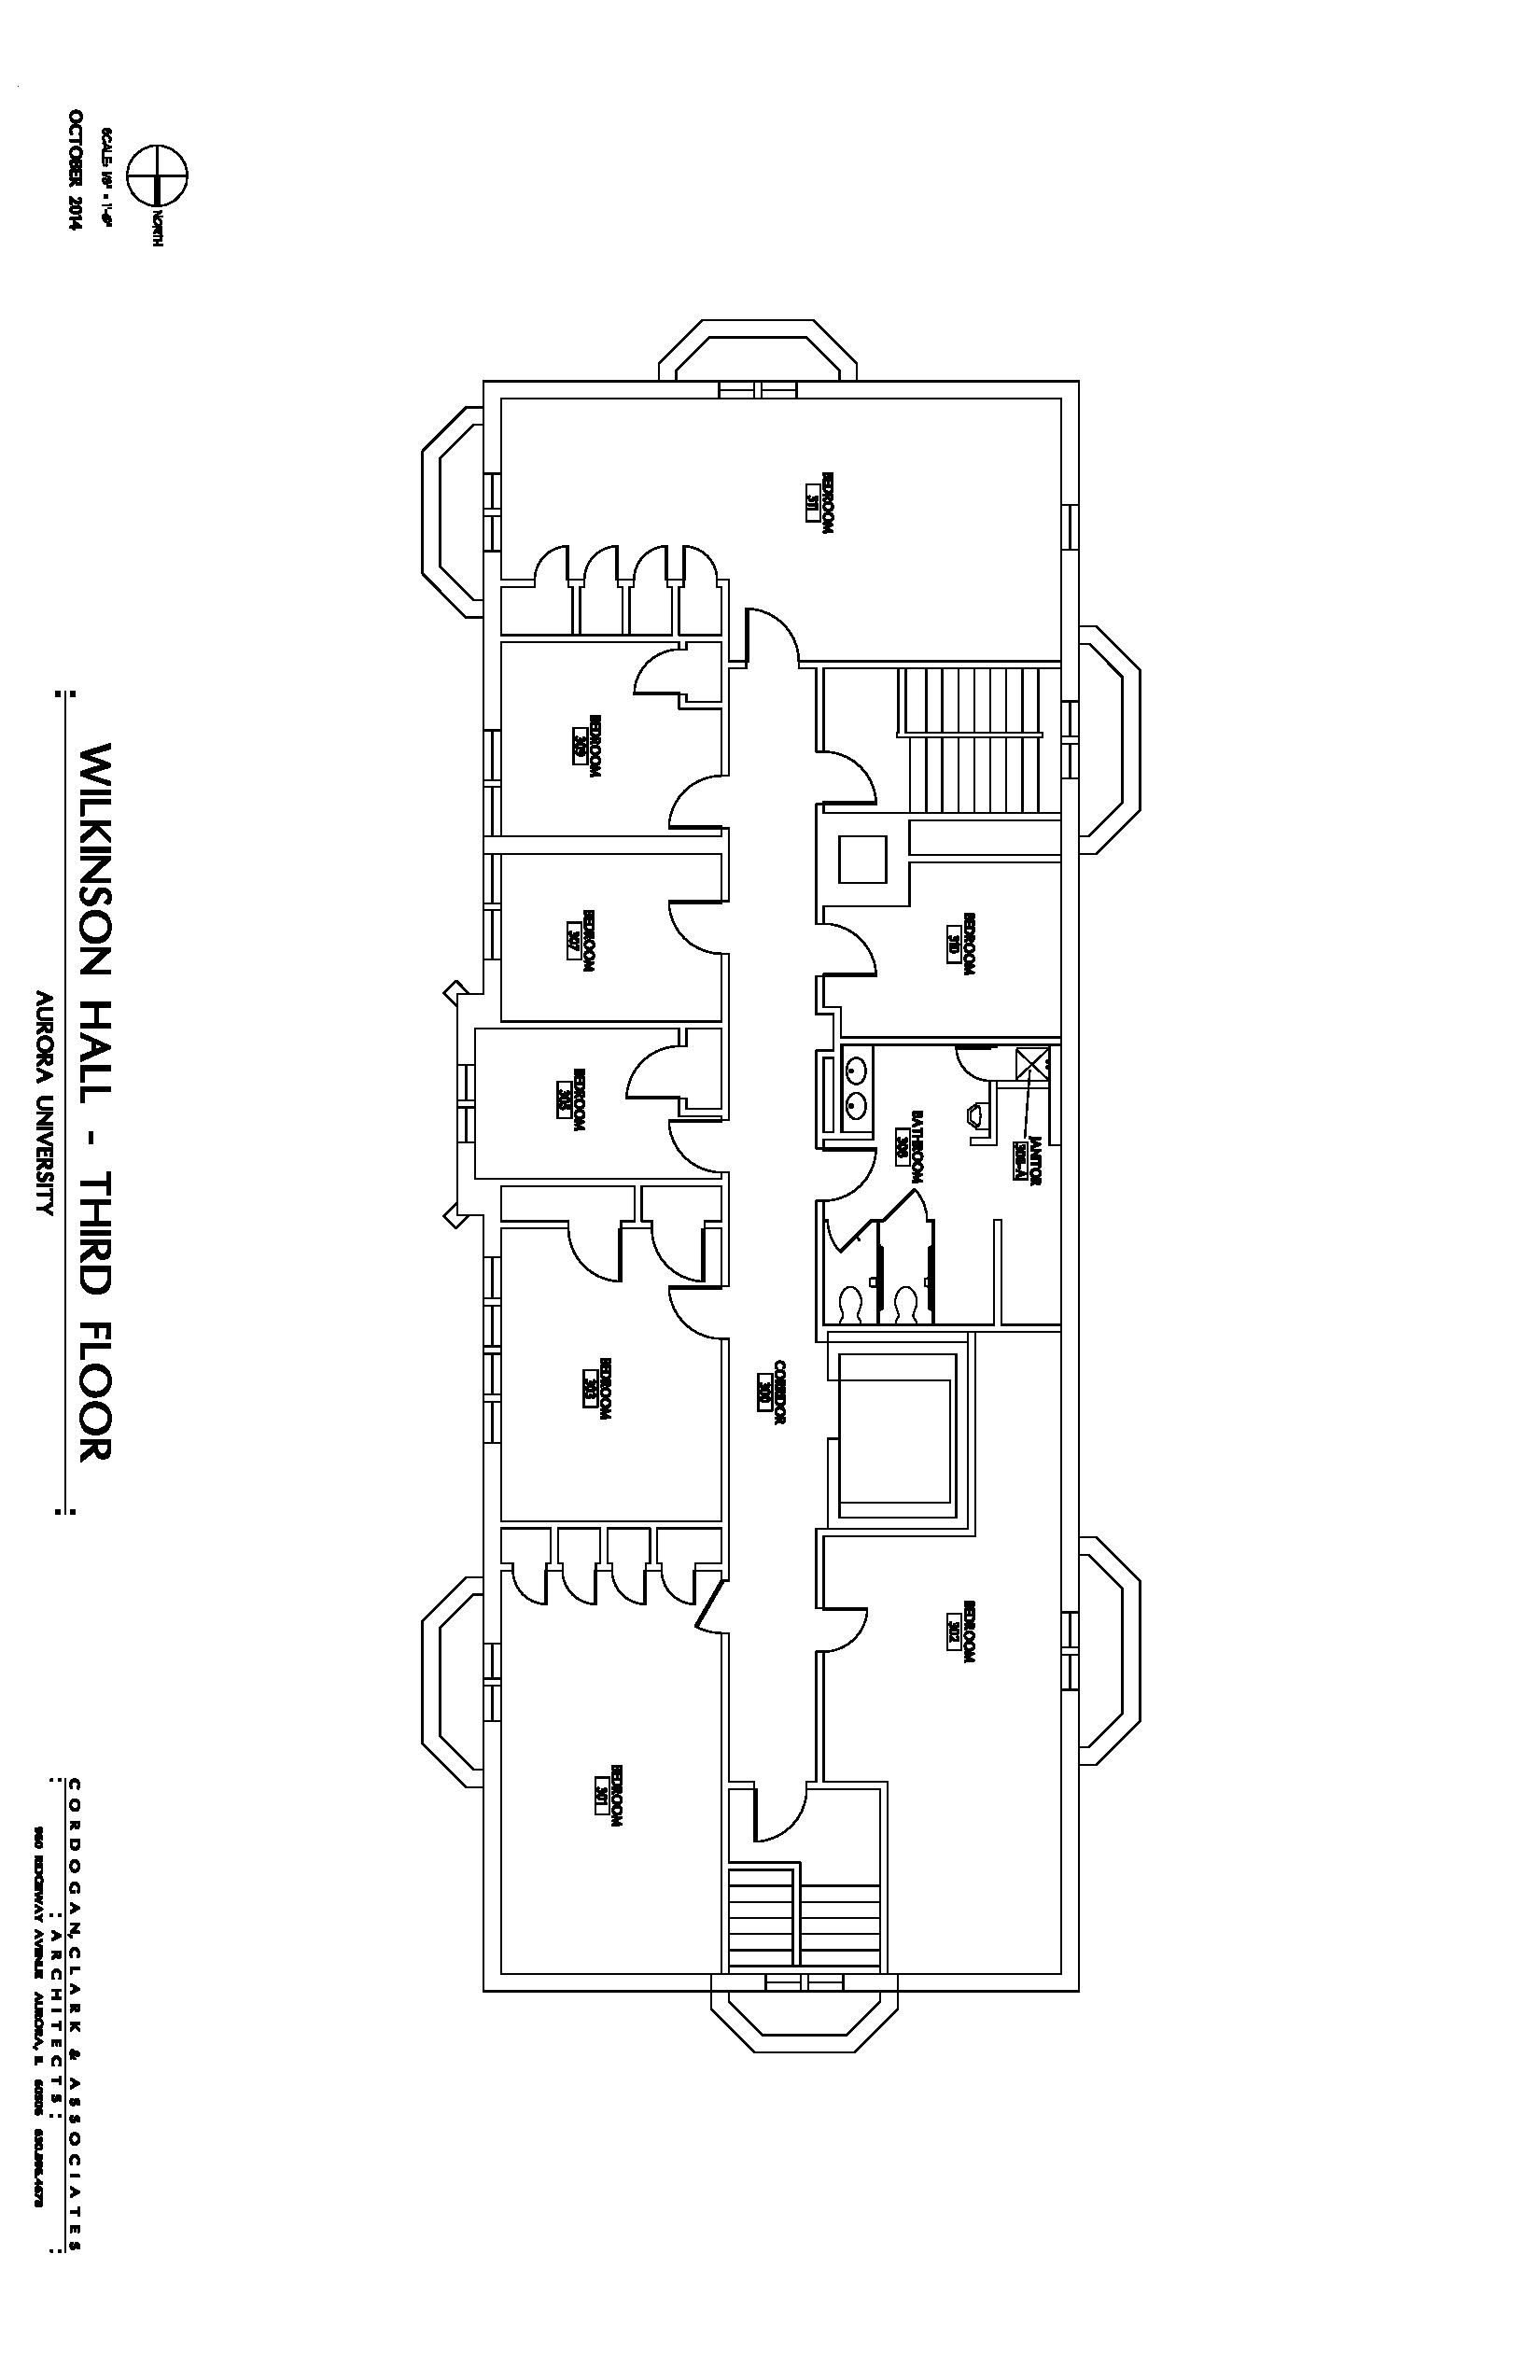 BEDROOM
311
BEDROOM
309
BEDROOM
307
BEDROOM
310
BEDROOM
305
BATHROOM
308
JANITOR
308-A
BEDROOM
303
CORRIDOR
300
BEDROOM
302
BEDROOM
301
NORTH
SCALE: 1/8" = 1'-0"
OCTOBER 2014
WILKINSON HALL - THIRD FLOOR
AURORA UNIVERSITY
CORDOGAN, CLARK & ASSOCIATES
: ARCHITECTS :
960 RIDGEWAY AVENUE AURORA, IL 60506 630.896.4678